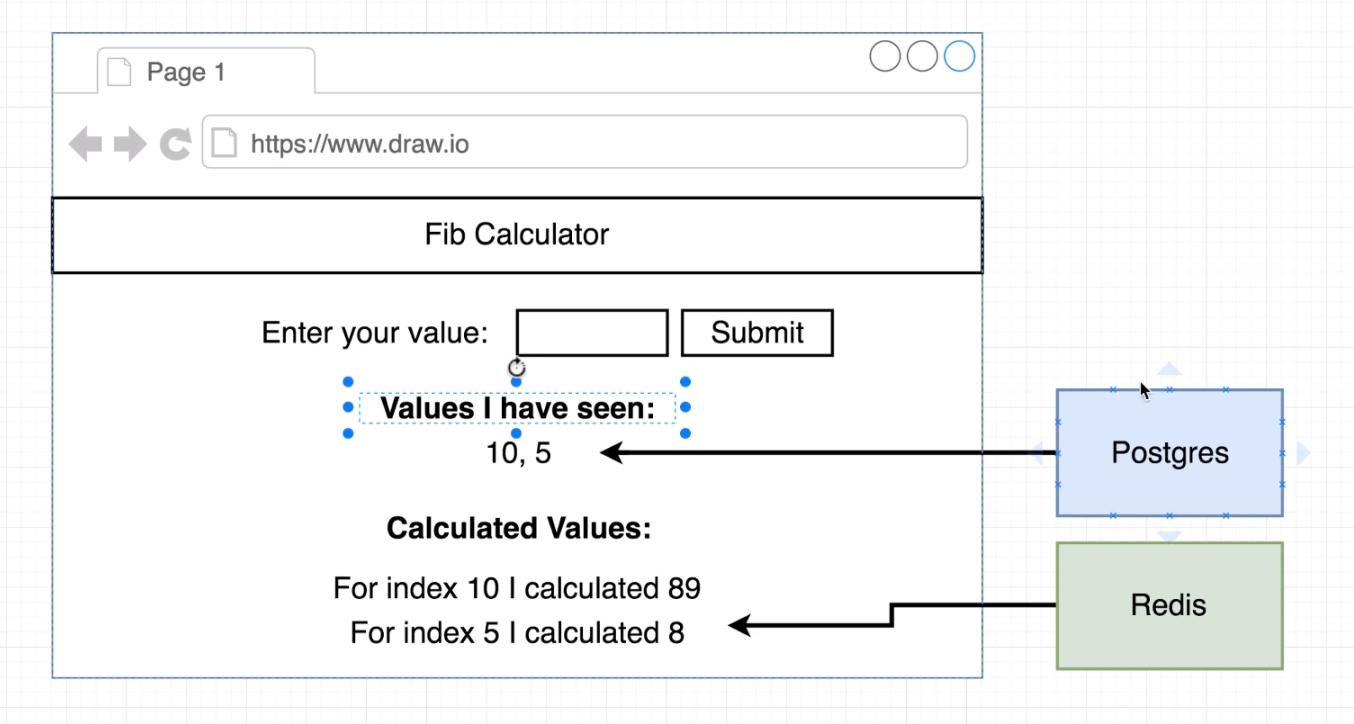 Page 1
https://www.draw.io
Fib Calculator
Enter your value:
Submit
Values I have seen:
10, 5
Postgres
Calculated Values:
For index 10 I calculated 89
For index 5 I calculated 8
Redis